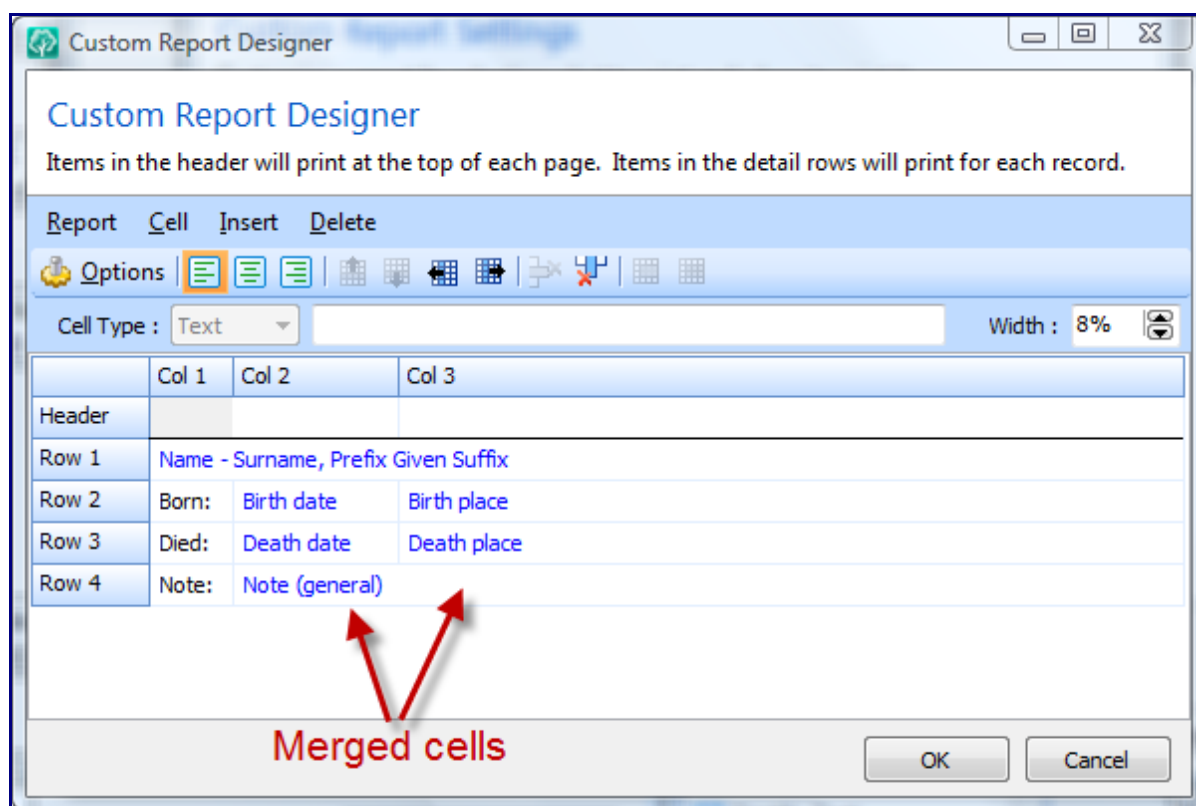 Custom Report Settings
Custom Report Designer
Custom Report Designer
Items in the header will print at the top of each page. Items in the detail rows will print for each record.
Report Cell Insert Delete
Options
Cell Type : Text Width : 8%
Col 1 Col 2 Col 3
Header
Row 1 Name - Surname, Prefix Given Suffix
Row 2 Born: Birth date Birth place
Row 3 Died: Death date Death place
Row 4 Note: Note (general)
Merged cells
OK Cancel